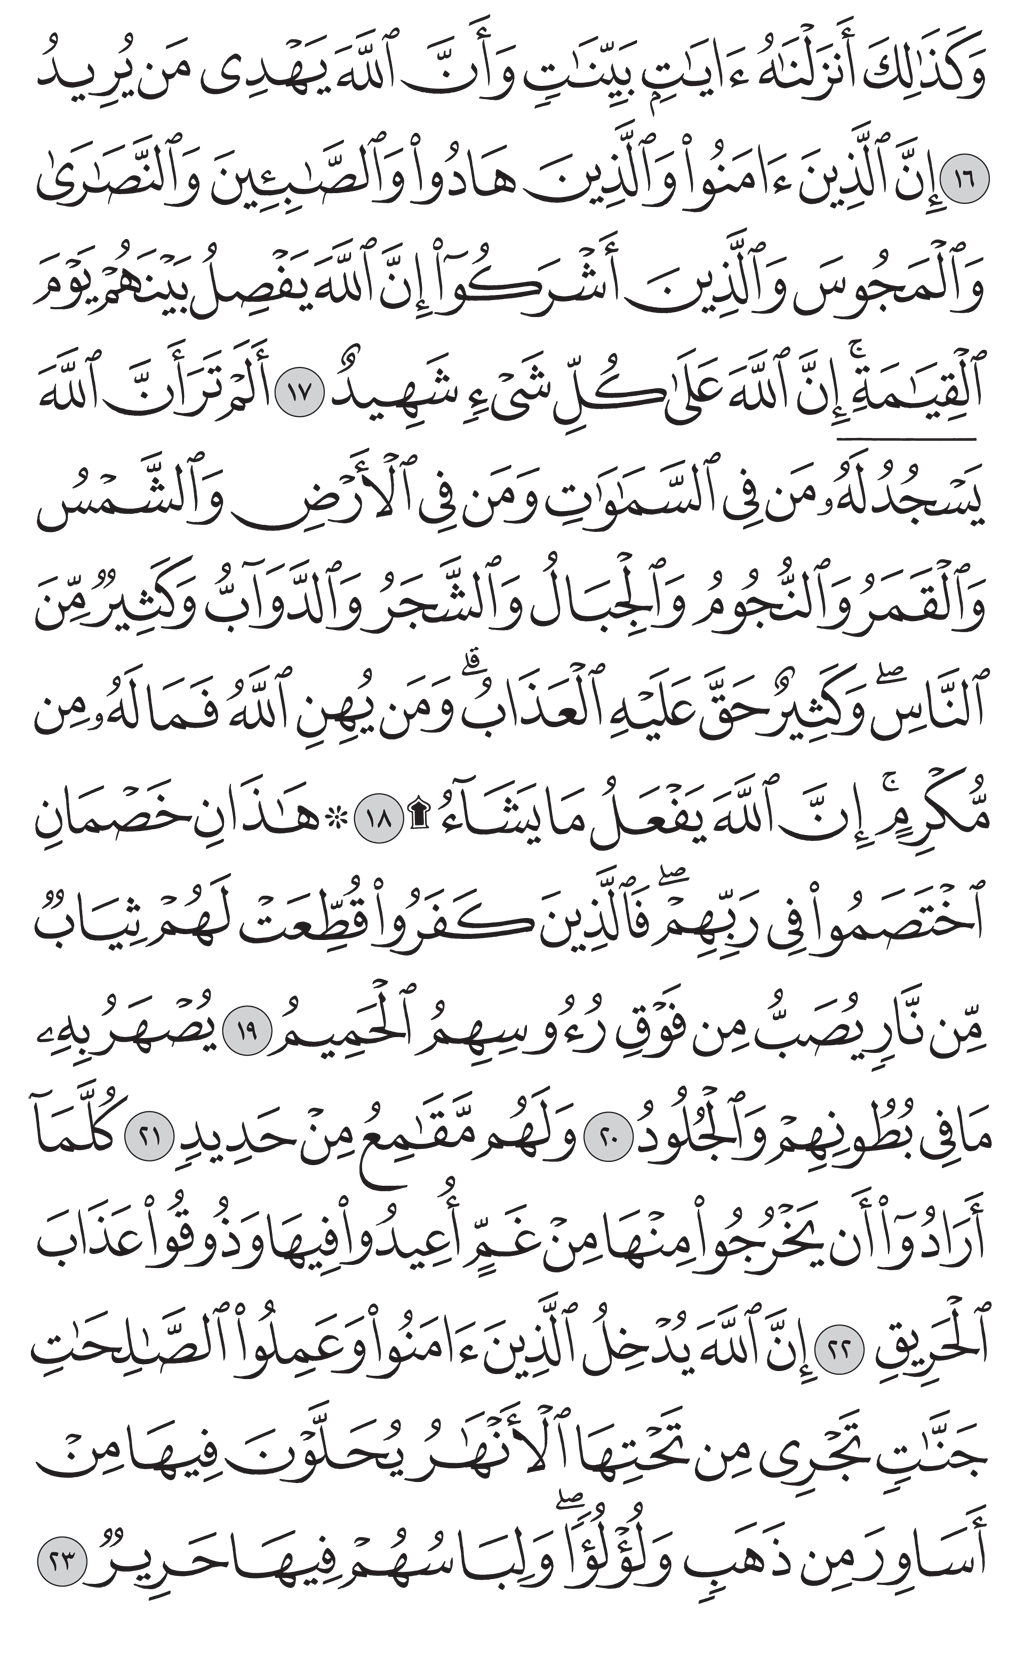 وَكَذَٰلِكَ أَنزَلْنَٰهُ ءَايَٰتِۭ بَيِّنَٰتٖ وَأَنَّ ٱللَّهَ يَهْدِى مَن يُرِيدُ
١٦ إِنَّ ٱلَّذِينَ ءَامَنُوا۟ وَٱلَّذِينَ هَادُوا۟ وَٱلصَّٰبِـِٔينَ وَٱلنَّصَٰرَىٰ
وَٱلْمَجُوسَ وَٱلَّذِينَ أَشْرَكُوٓا۟ إِنَّ ٱللَّهَ يَفْصِلُ بَيْنَهُمْ يَوْمَ
ٱلْقِيَٰمَةِۚ إِنَّ ٱللَّهَ عَلَىٰ كُلِّ شَىْءٖ شَهِيدٌ ١٧ أَلَمْ تَرَ أَنَّ ٱللَّهَ
يَسْجُدُ لَهُۥ مَن فِى ٱلسَّمَٰوَٰتِ وَمَن فِى ٱلْأَرْضِ وَٱلشَّمْسُ
وَٱلْقَمَرُ وَٱلنُّجُومُ وَٱلْجِبَالُ وَٱلشَّجَرُ وَٱلدَّوَآبُّ وَكَثِيرٞ مِّنَ
ٱلنَّاسِۖ وَكَثِيرٌ حَقَّ عَلَيْهِ ٱلْعَذَابُۗ وَمَن يُهِنِ ٱللَّهُ فَمَا لَهُۥ مِن
مُّكْرِمٍۚ إِنَّ ٱللَّهَ يَفْعَلُ مَا يَشَآءُ ۩ ١٨ ۞ هَٰذَانِ خَصْمَانِ
ٱخْتَصَمُوا۟ فِى رَبِّهِمْۖ فَٱلَّذِينَ كَفَرُوا۟ قُطِّعَتْ لَهُمْ ثِيَابٞ
مِّن نَّارٖ يُصَبُّ مِن فَوْقِ رُءُوسِهِمُ ٱلْحَمِيمُ ١٩ يُصْهَرُ بِهِۦ
مَا فِى بُطُونِهِمْ وَٱلْجُلُودُ ٢٠ وَلَهُم مَّقَٰمِعُ مِنْ حَدِيدٖ ٢١ كُلَّمَآ
أَرَادُوٓا۟ أَن يَخْرُجُوا۟ مِنْهَا مِنْ غَمٍّ أُعِيدُوا۟ فِيهَا وَذُوقُوا۟ عَذَابَ
ٱلْحَرِيقِ ٢٢ إِنَّ ٱللَّهَ يُدْخِلُ ٱلَّذِينَ ءَامَنُوا۟ وَعَمِلُوا۟ ٱلصَّٰلِحَٰتِ
جَنَّٰتٖ تَجْرِى مِن تَحْتِهَا ٱلْأَنْهَٰرُ يُحَلَّوْنَ فِيهَا مِنْ
أَسَاوِرَ مِن ذَهَبٖ وَلُؤْلُؤٗاۖ وَلِبَاسُهُمْ فِيهَا حَرِيرٞ ٢٣